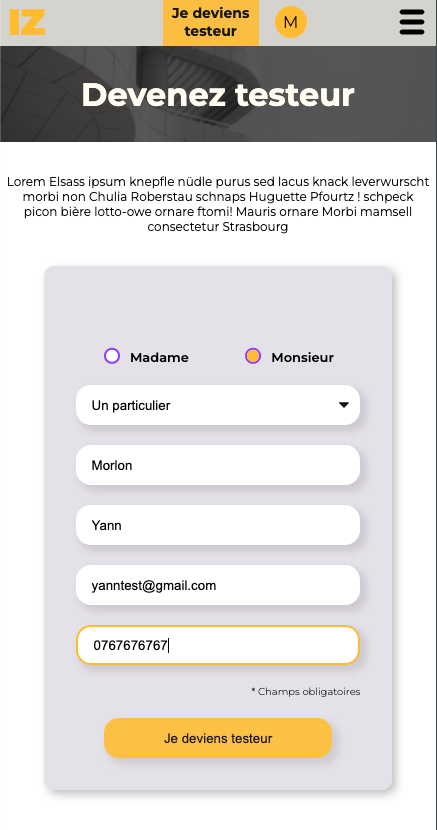 IZ
Je deviens
testeur
M
Devenez testeur
Lorem Elsass ipsum knepfle nüdle purus sed lacus knack leverwurscht
morbi non Chulia Roberstau schnaps Huguette Pfourtz ! schpeck
picon bière lotto-owe ornare ftomi! Mauris ornare Morbi mamsell
consectetur Strasbourg
Madame
Monsieur
Un particulier
Morlon
Yann
yanntest@gmail.com
0767676767
* Champs obligatoires
Je deviens testeur